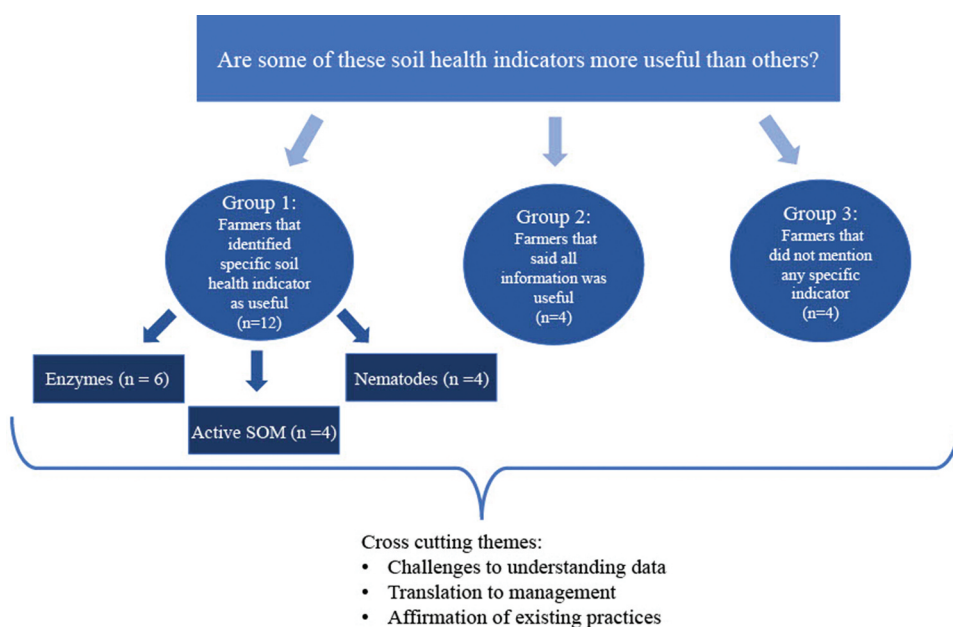 Are some of these soil health indicators more useful than others?
Group 1:
Farmers that
identified
specific soil
health indicator
as useful
(n=12)
Group 2:
Farmers that
said all
information was
useful
(n=4)
Group 3:
Farmers that
did not mention
any specific
indicator
(n=4)
Enzymes (n = 6)
Active SOM (n =4)
Nematodes (n =4)
Cross cutting themes:
• Challenges to understanding data
• Translation to management
• Affirmation of existing practices